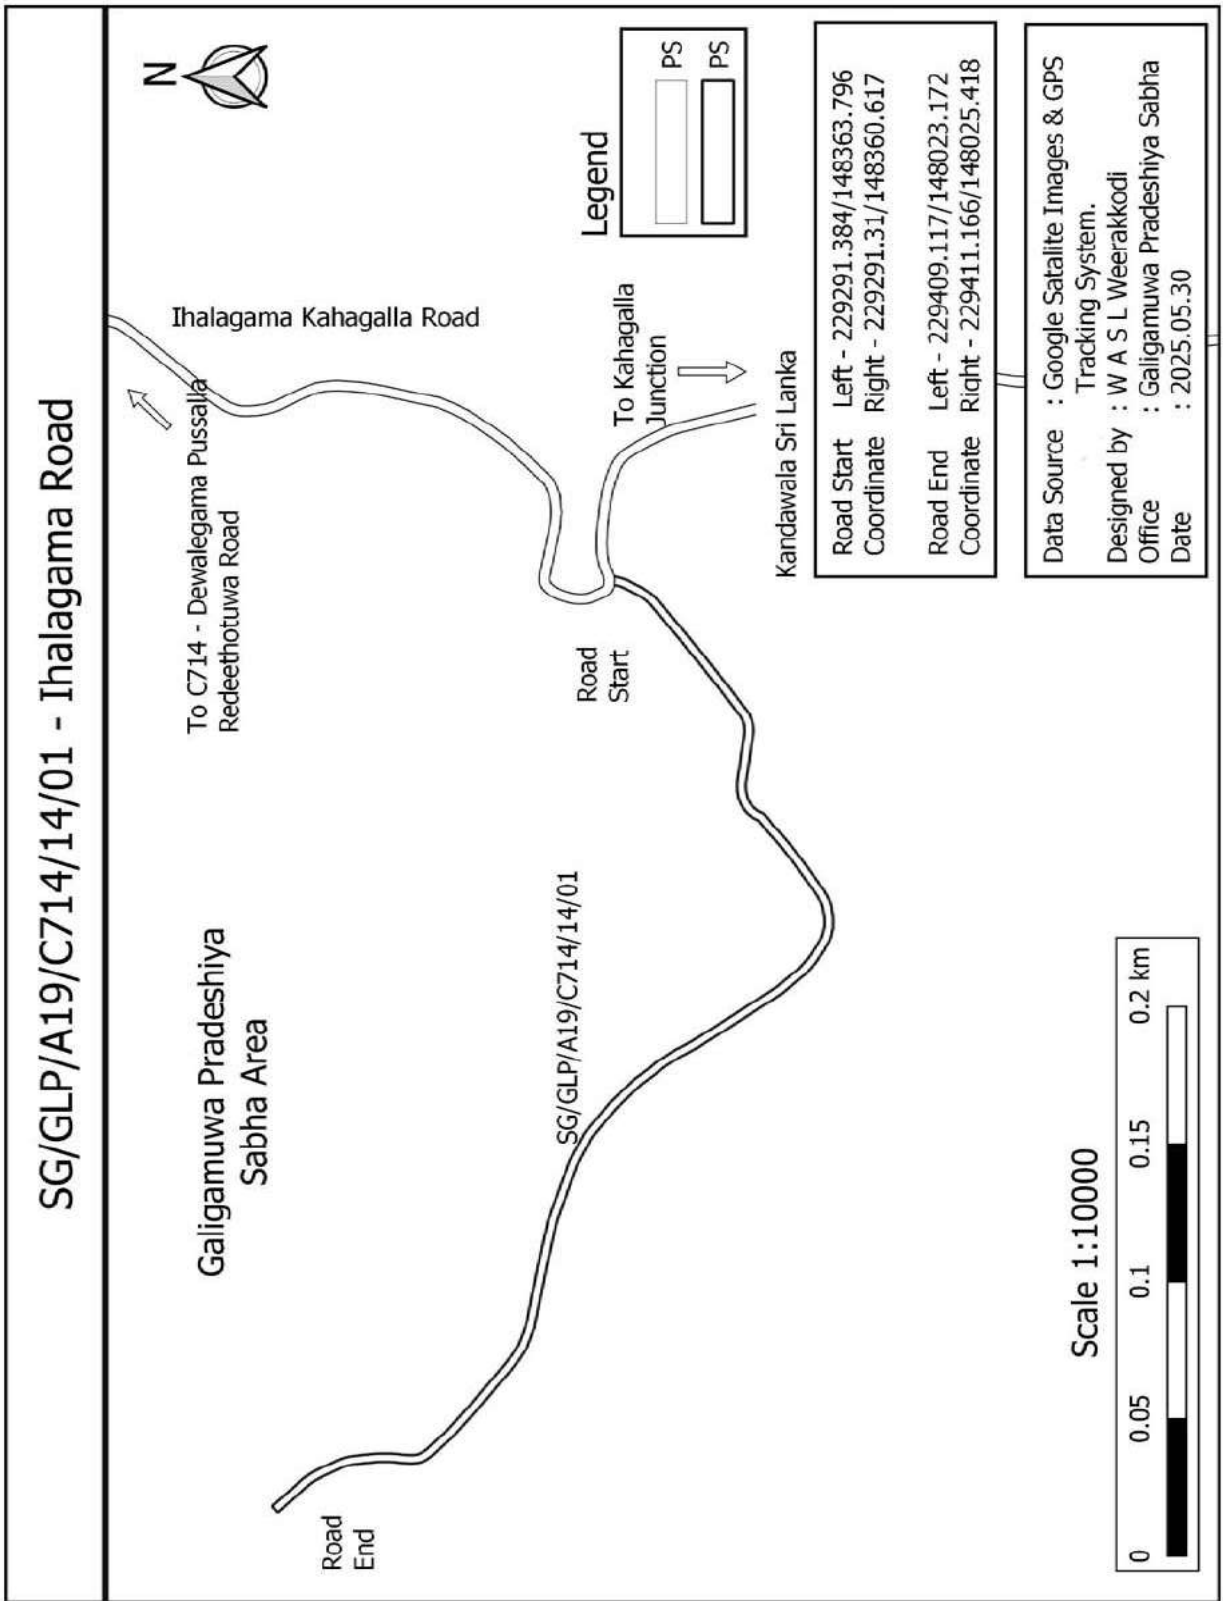 SG/GLP/A19/C714/14/01 - Ihalagama Road
N
To C714 - Dewalegama Pussalla
Redeethotuwa Road
Ihalagama Kahagalla Road
Galigamuwa Pradeshiya
Sabha Area
Road
End
SG/GLP/A19/C714/14/01
Road
Start
To Kahagalla
Junction
Kandawala Sri Lanka
Legend
PS
PS
Road Start Left - 229291.384/148363.796
Coordinate Right - 229291.31/148360.617
Road End Left - 229409.117/148023.172
Coordinate Right - 229411.166/148025.418
Data Source : Google Satalite Images & GPS
Tracking System.
Designed by : W A S L Weerakkodi
Office : Galigamuwa Pradeshiya Sabha
Date : 2025.05.30
Scale 1:10000
0 0.05 0.1 0.15 0.2 km